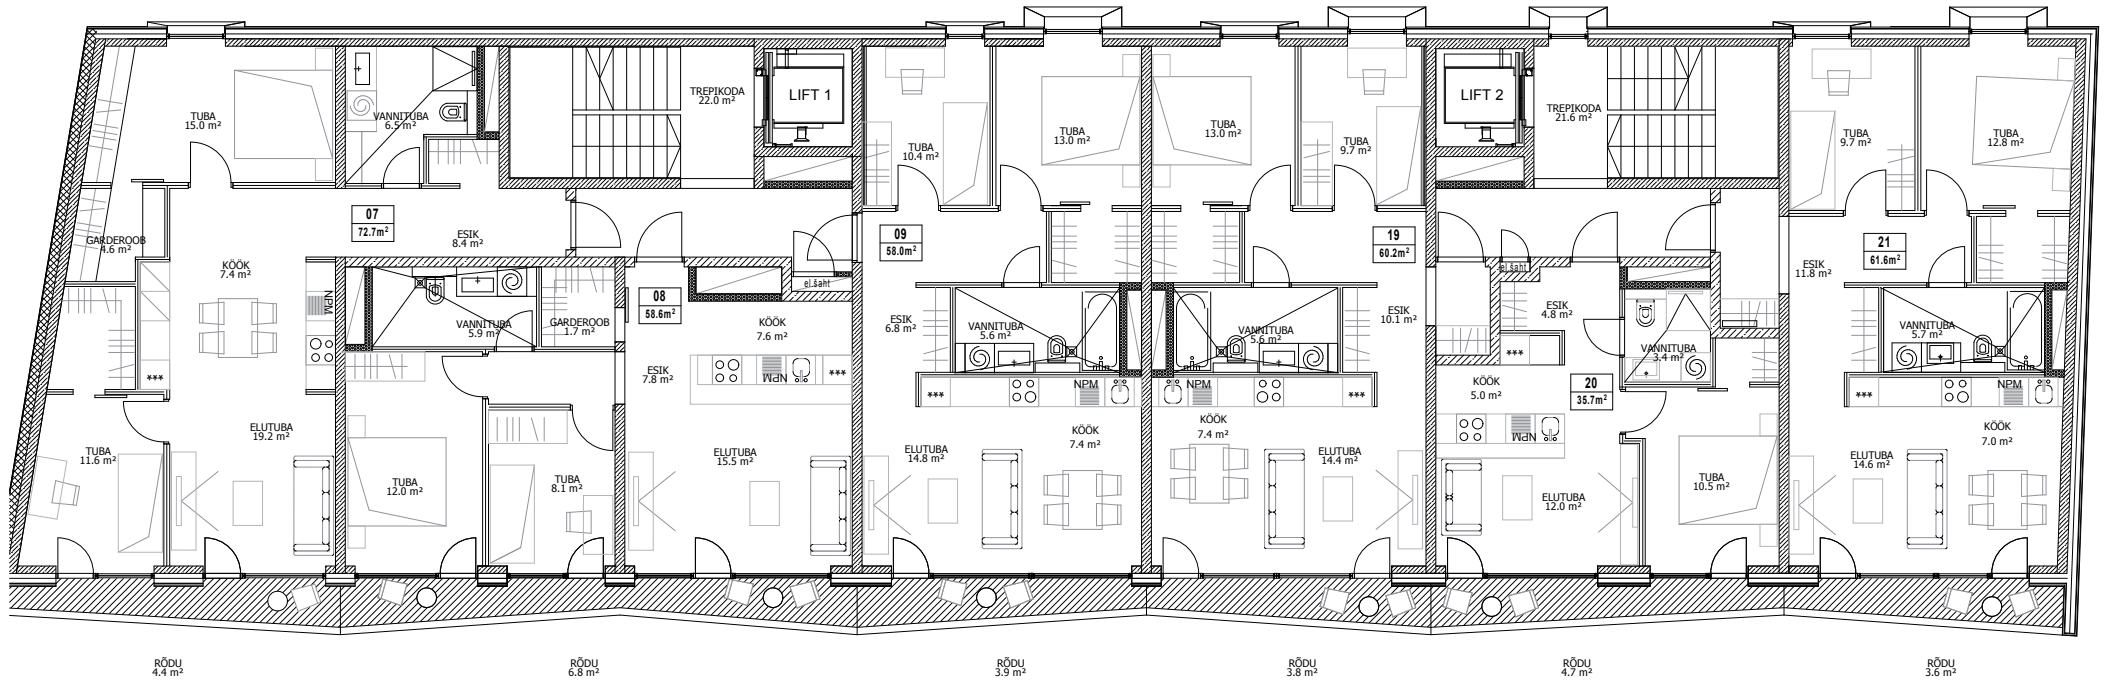 TUBA
15.0 m²
VANNITUBA
6.5 m²
TREPIKODA
22.0 m²
LIFT 1
TUBA
10.4 m²
TUBA
13.0 m²
TUBA
13.0 m²
TUBA
9.7 m²
LIFT 2
TREPIKODA
21.6 m²
TUBA
9.7 m²
TUBA
12.8 m²
GARDEROOB
4.6 m²
07
72.7m²
ESIK
8.4 m²
KÖÖK
7.4 m²
NPM
***
ELUTUBA
19.2 m²
TUBA
11.6 m²
VANNITUBA
5.9 m²
GARDEROOB
1.7 m²
08
58.6m²
el.šaht
KÖÖK
7.6 m²
ESIK
7.8 m²
NPM
***
TUBA
12.0 m²
TUBA
8.1 m²
ELUTUBA
15.5 m²
09
58.0m²
ESIK
6.8 m²
VANNITUBA
5.6 m²
***
NPM
KÖÖK
7.4 m²
ELUTUBA
14.8 m²
19
60.2m²
ESIK
10.1 m²
VANNITUBA
5.6 m²
NPM
***
KÖÖK
7.4 m²
ELUTUBA
14.4 m²
el.šaht
ESIK
4.8 m²
***
VANNITUBA
3.4 m²
KÖÖK
5.0 m²
20
35.7m²
NPM
ELUTUBA
12.0 m²
TUBA
10.5 m²
21
61.6m²
ESIK
11.8 m²
VANNITUBA
5.7 m²
***
NPM
KÖÖK
7.0 m²
ELUTUBA
14.6 m²
RÕDU
4.4 m²
RÕDU
6.8 m²
RÕDU
3.9 m²
RÕDU
3.8 m²
RÕDU
4.7 m²
RÕDU
3.6 m²